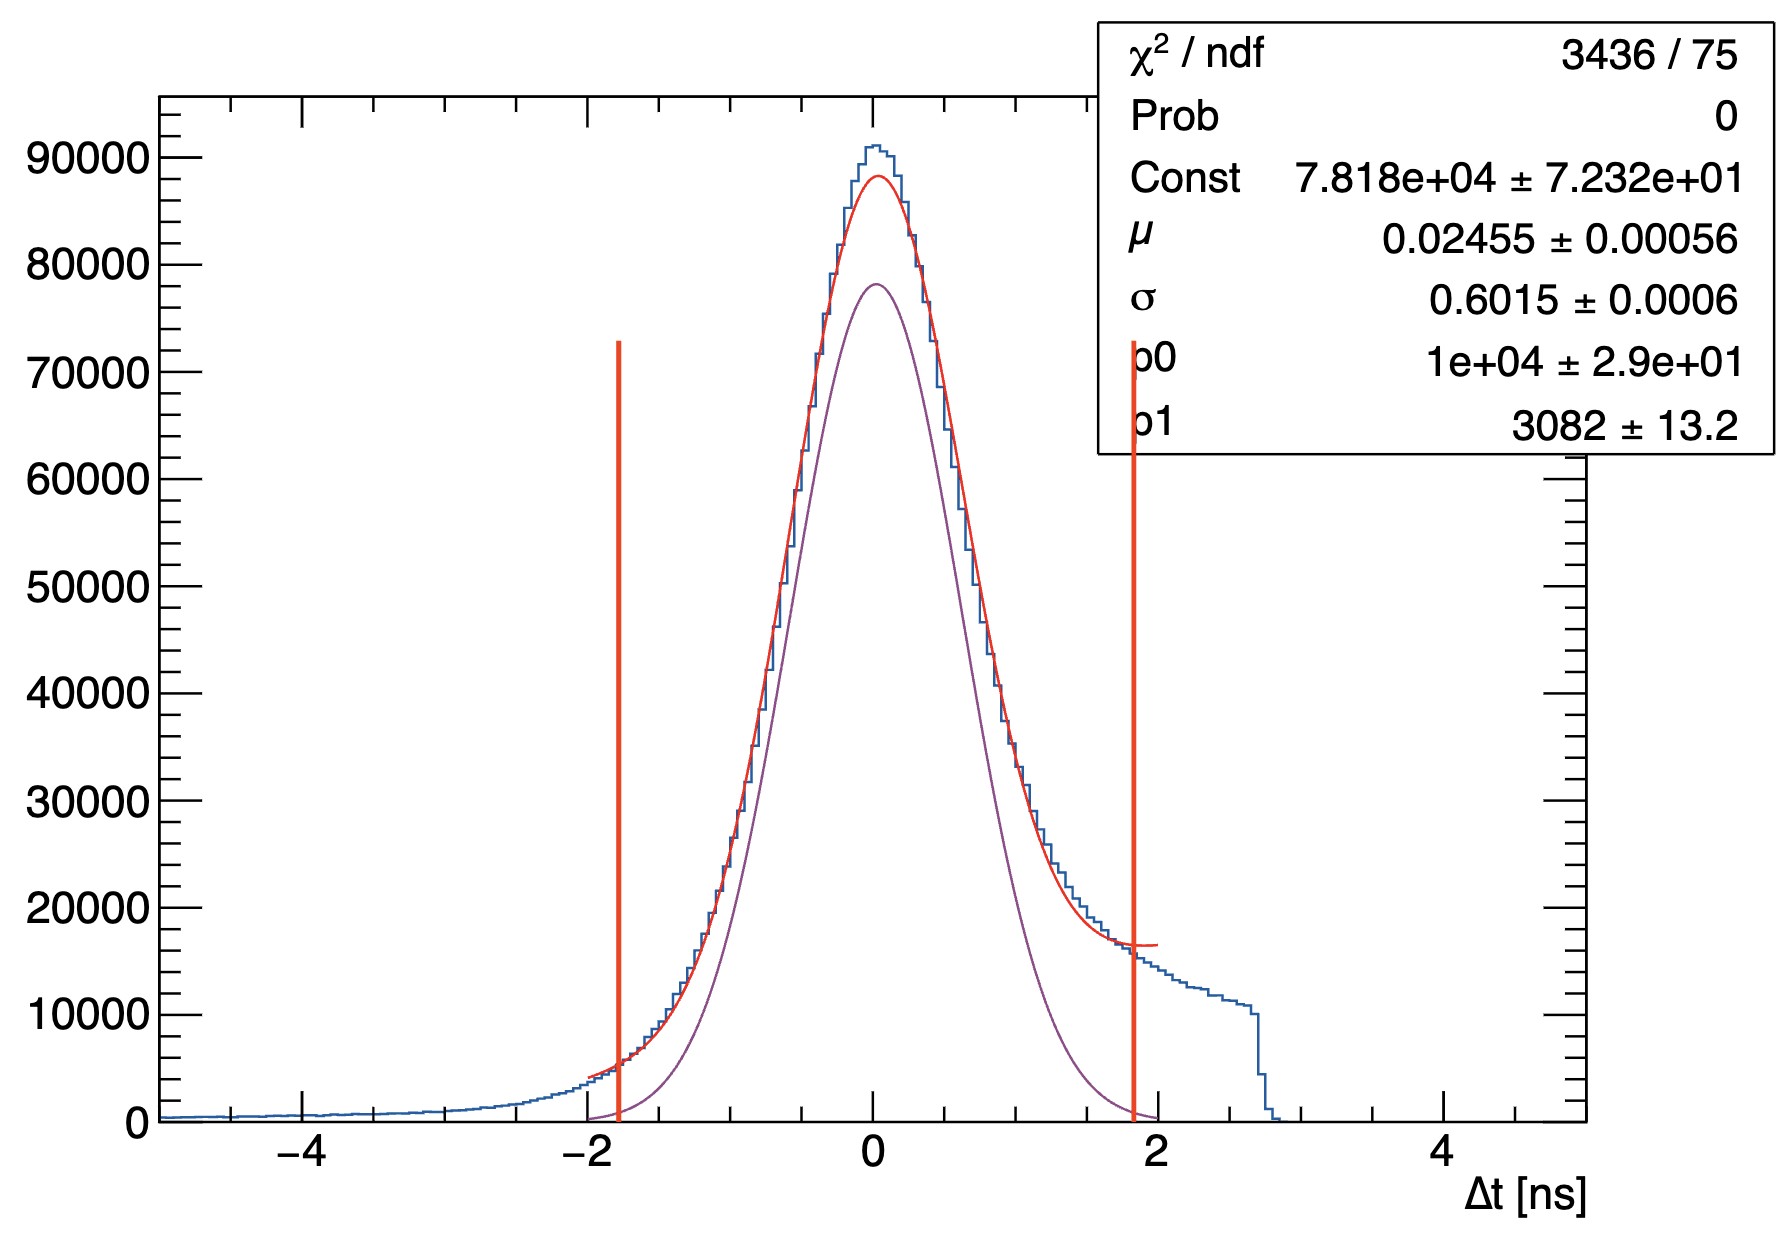 χ² / ndf 3436 / 75
Prob 0
Const 7.818e+04 ± 7.232e+01
μ 0.02455 ± 0.00056
σ 0.6015 ± 0.0006
p0 1e+04 ± 2.9e+01
p1 3082 ± 13.2
90000
80000
70000
60000
50000
40000
30000
20000
10000
0
−4 −2 0 2 4
Δt [ns]